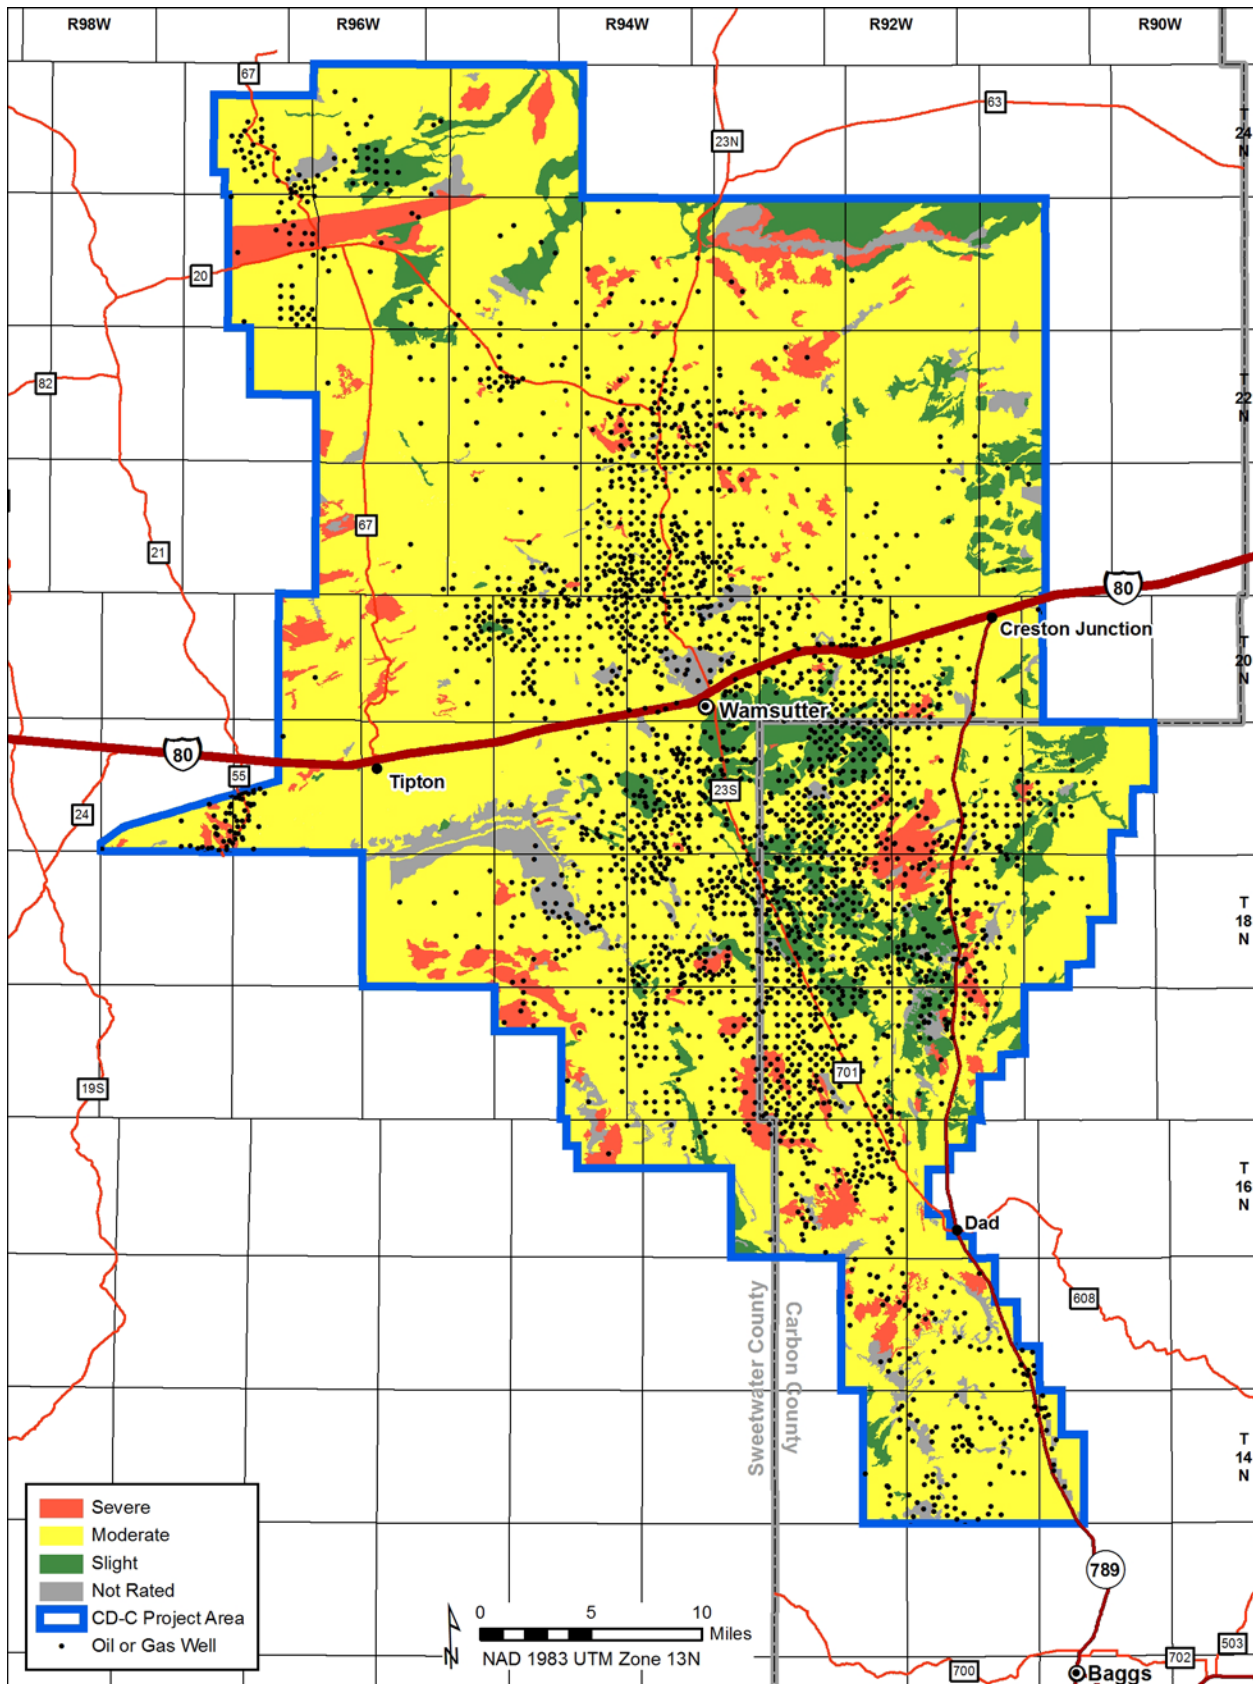 R98W
R96W
R94W
R92W
R90W
67
63
23N
T
24
N
20
82
T
22
N
67
21
80
Creston Junction
T
20
N
Wamsutter
80
Tipton
55
23S
24
T
18
N
701
19S
T
16
N
Dad
608
Sweetwater County
Carbon County
T
14
N
Severe
Moderate
Slight
Not Rated
CD-C Project Area
Oil or Gas Well
789
0 5 10
Miles
N
NAD 1983 UTM Zone 13N
503
702
700
Baggs